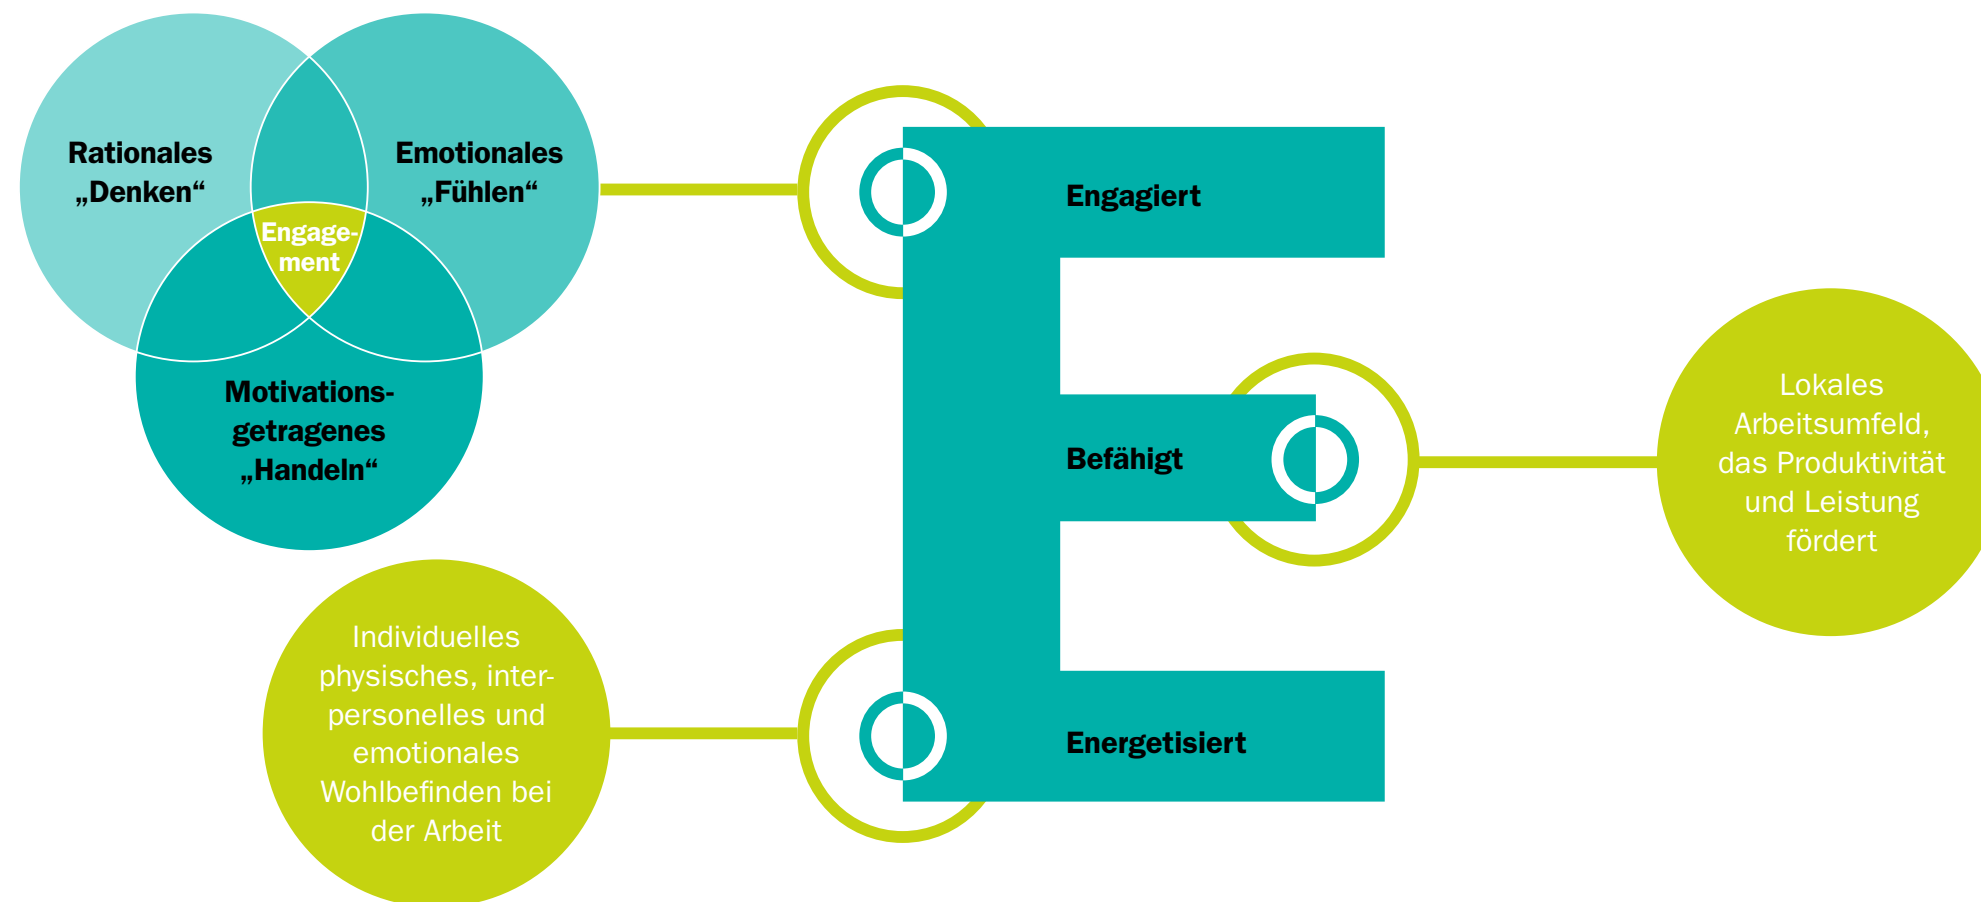 Rationales
„Denken“
Emotionales
„Fühlen“
Engage-
ment
Motivations-
getragenes
„Handeln“
Engagiert
Befähigt
Lokales
Arbeitsumfeld,
das Produktivität
und Leistung
fördert
Individuelles
physisches, inter-
personelles und
emotionales
Wohlbefinden bei
der Arbeit
Energetisiert